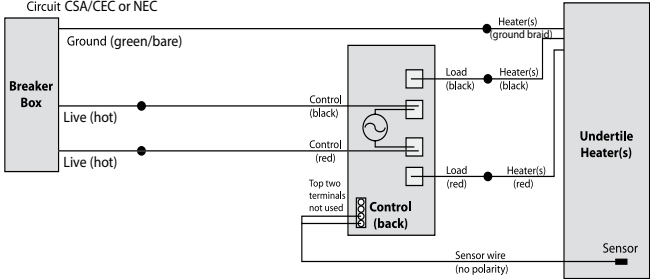 Circuit CSA/CEC or NEC
Ground (green/bare)
Heater(s)
(ground braid)
Breaker
Box
Load
(black)
Heater(s)
(black)
Live (hot)
Control
(black)
Live (hot)
Control
(red)
Load
(red)
Heater(s)
(red)
Undertile
Heater(s)
Top two
terminals
not used
Control
(back)
Sensor wire
(no polarity)
Sensor